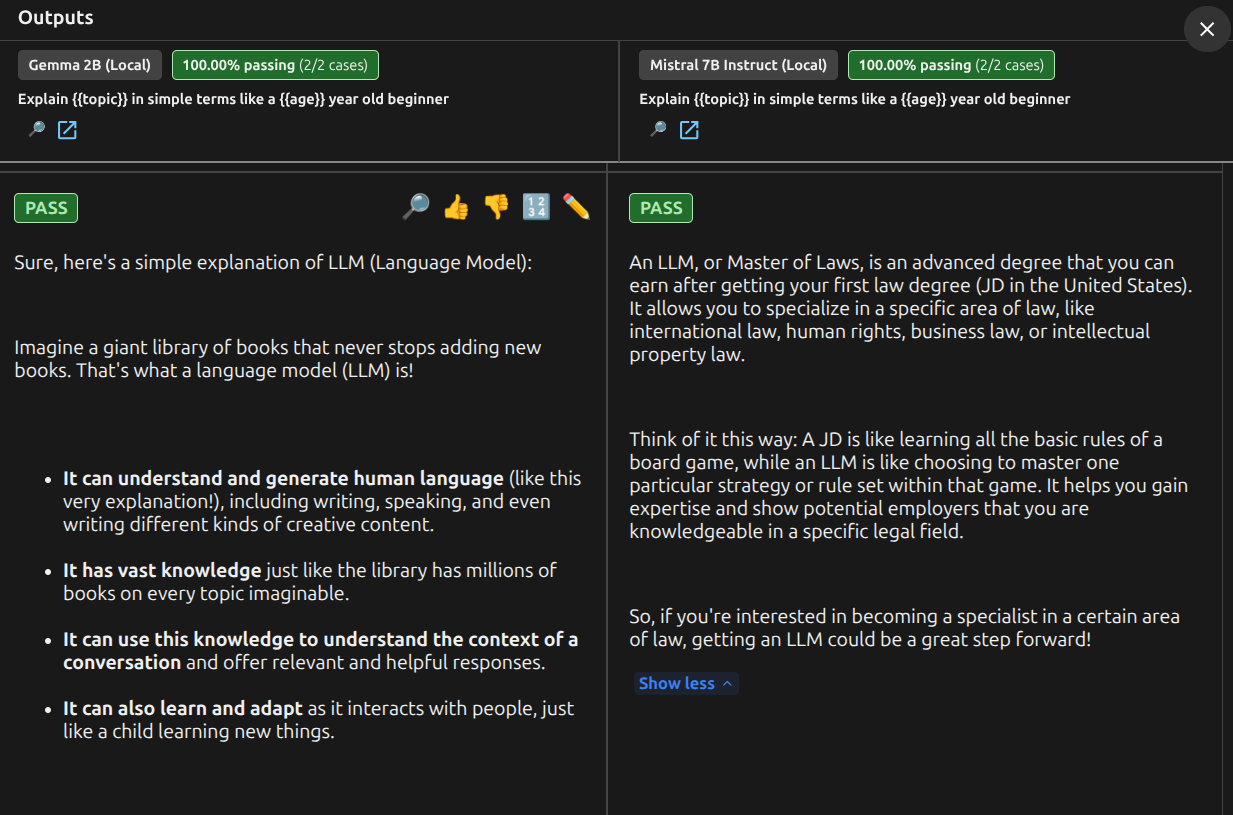 Outputs
Gemma 2B (Local) 100.00% passing (2/2 cases)
Explain {{topic}} in simple terms like a {{age}} year old beginner
Mistral 7B Instruct (Local) 100.00% passing (2/2 cases)
Explain {{topic}} in simple terms like a {{age}} year old beginner
PASS
Sure, here's a simple explanation of LLM (Language Model):
Imagine a giant library of books that never stops adding new
books. That's what a language model (LLM) is!
• It can understand and generate human language (like this
very explanation!), including writing, speaking, and even
writing different kinds of creative content.
• It has vast knowledge just like the library has millions of
books on every topic imaginable.
• It can use this knowledge to understand the context of a
conversation and offer relevant and helpful responses.
• It can also learn and adapt as it interacts with people, just
like a child learning new things.
PASS
An LLM, or Master of Laws, is an advanced degree that you can
earn after getting your first law degree (JD in the United States).
It allows you to specialize in a specific area of law, like
international law, human rights, business law, or intellectual
property law.
Think of it this way: A JD is like learning all the basic rules of a
board game, while an LLM is like choosing to master one
particular strategy or rule set within that game. It helps you gain
expertise and show potential employers that you are
knowledgeable in a specific legal field.
So, if you're interested in becoming a specialist in a certain area
of law, getting an LLM could be a great step forward!
Show less